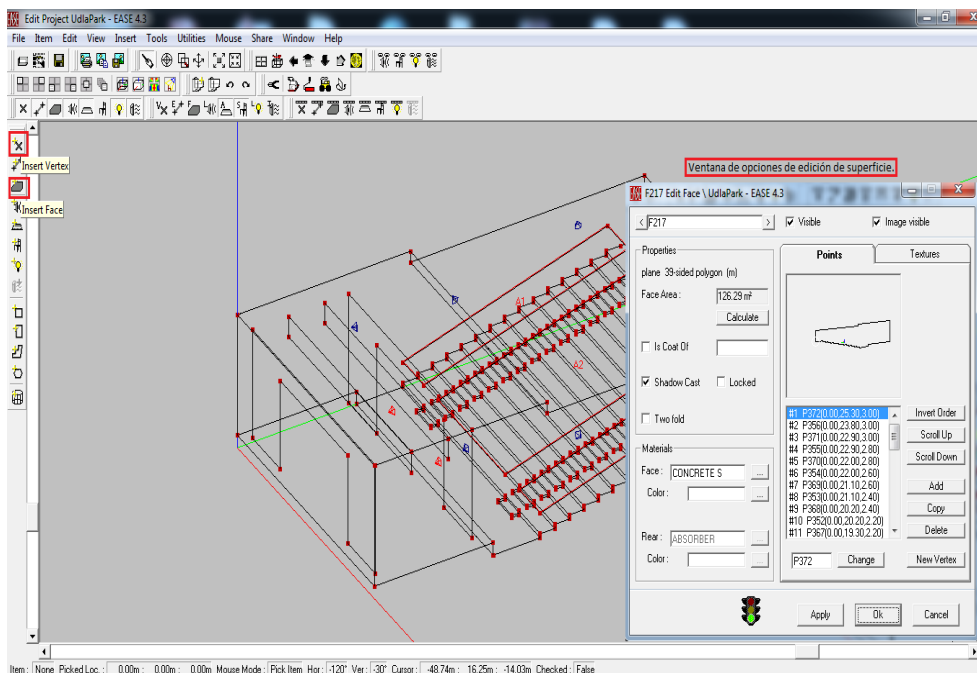 Edit Project UdlaPark - EASE 4.3
File Item Edit View Insert Tools Utilities Mouse Share Window Help
Insert Vertex
Insert Face
Ventana de opciones de edición de superficie.
F217 Edit Face \ UdlaPark - EASE 4.3
< F217 >
Visible
Image visible
Properties
plane 39-sided polygon (m)
Face Area : 126.29 m²
Calculate
Is Coat Of
Shadow Cast
Locked
Two fold
Materials
Face : CONCRETE S ...
Color : ...
Rear : ABSORBER ...
Color : ...
Points
Textures
#1 P372(0.00,25.30,3.00)
#2 P356(0.00,23.80,3.00)
#3 P371(0.00,22.90,3.00)
#4 P355(0.00,22.90,2.80)
#5 P370(0.00,22.00,2.80)
#6 P354(0.00,22.00,2.60)
#7 P369(0.00,21.10,2.60)
#8 P353(0.00,21.10,2.40)
#9 P368(0.00,20.20,2.40)
#10 P352(0.00,20.20,2.20)
#11 P367(0.00,19.30,2.20)
Invert Order
Scroll Up
Scroll Down
Add
Copy
Delete
P372
Change
New Vertex
Apply
Ok
Cancel
A1
A2
Item : None Picked Loc. : 0.00m : 0.00m : 0.00m Mouse Mode : Pick Item Hor : -120° Ver : -30° Cursor : -48.74m : 16.25m : -14.03m Checked : False